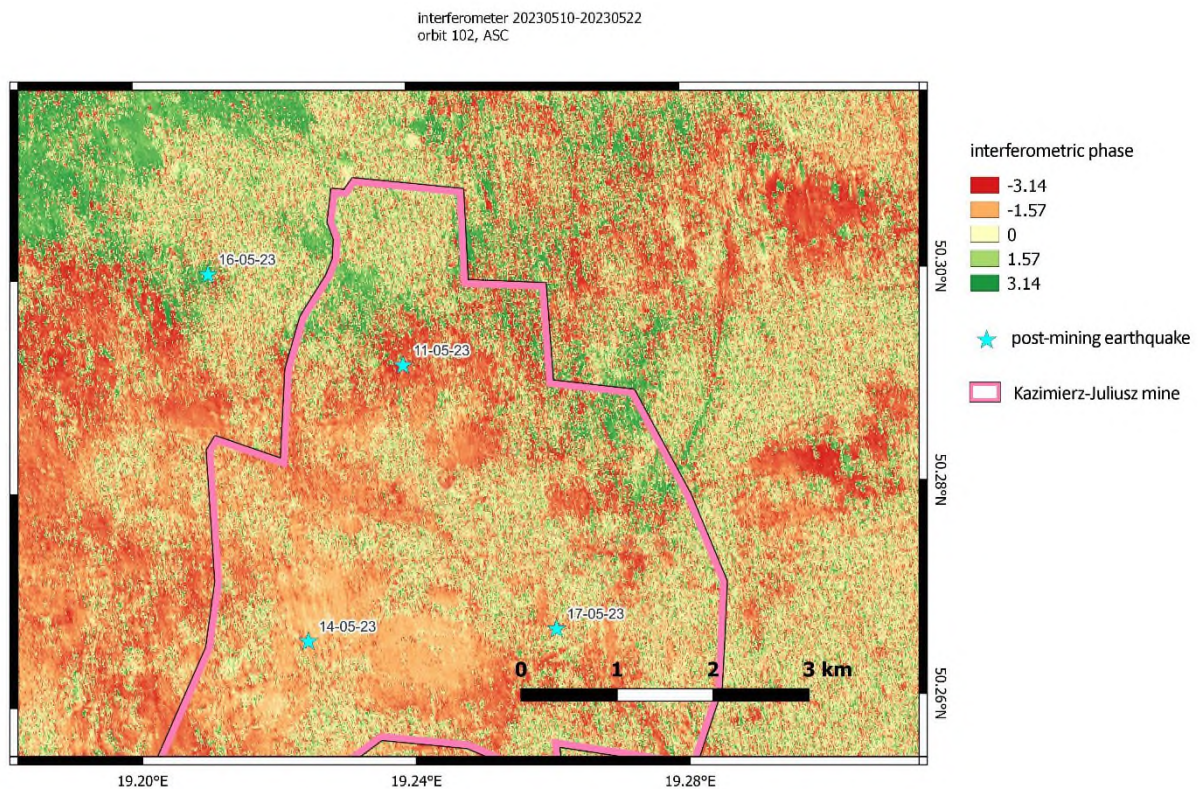 interferometer 20230510-20230522
orbit 102, ASC
interferometric phase
-3.14
-1.57
0
1.57
3.14
post-mining earthquake
Kazimierz-Juliusz mine
16-05-23
11-05-23
14-05-23
17-05-23
0 1 2 3 km
50.30°N
50.28°N
50.26°N
19.20°E 19.24°E 19.28°E